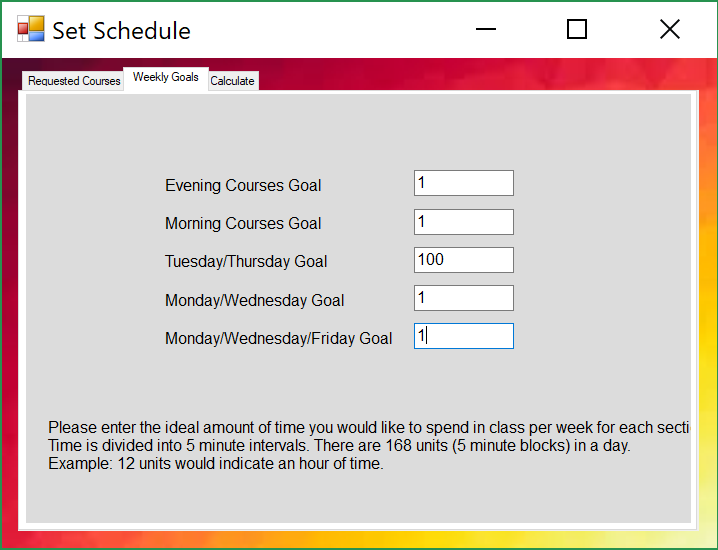 Set Schedule
Requested Courses Weekly Goals Calculate
Evening Courses Goal 1
Morning Courses Goal 1
Tuesday/Thursday Goal 100
Monday/Wednesday Goal 1
Monday/Wednesday/Friday Goal 1
Please enter the ideal amount of time you would like to spend in class per week for each secti
Time is divided into 5 minute intervals. There are 168 units (5 minute blocks) in a day.
Example: 12 units would indicate an hour of time.